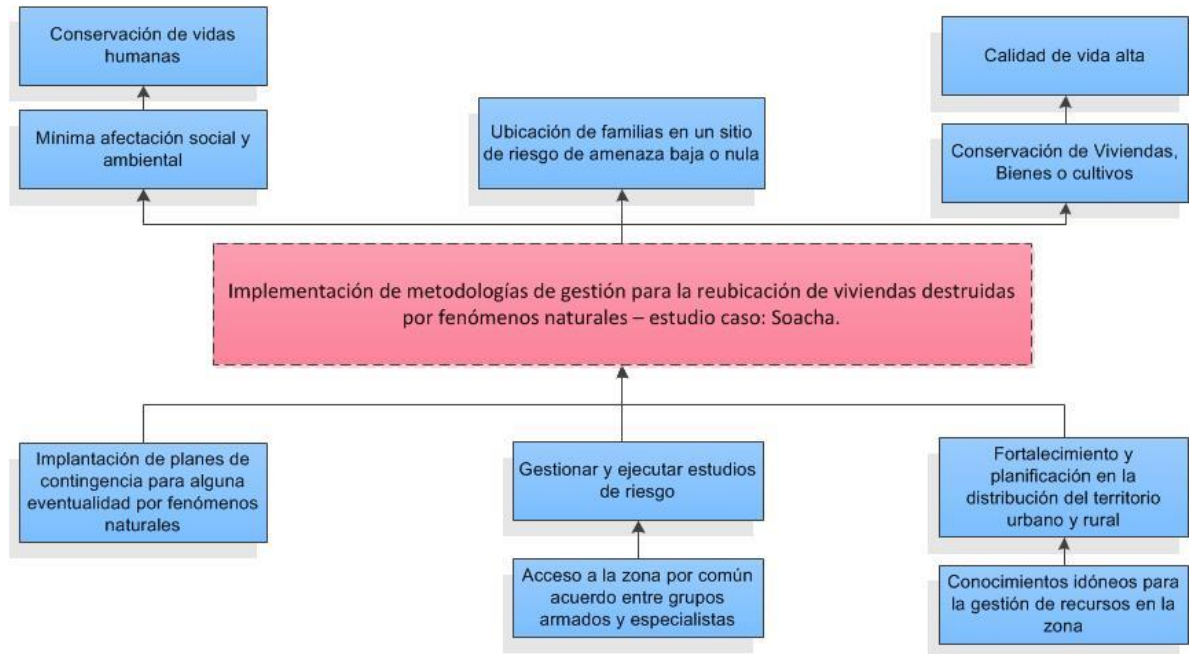 Conservación de vidas
humanas
Calidad de vida alta
Mínima afectación social y
ambiental
Ubicación de familias en un sitio
de riesgo de amenaza baja o nula
Conservación de Viviendas,
Bienes o cultivos
Implementación de metodologías de gestión para la reubicación de viviendas destruidas
por fenómenos naturales – estudio caso: Soacha.
Implantación de planes de
contingencia para alguna
eventualidad por fenómenos
naturales
Gestionar y ejecutar estudios
de riesgo
Fortalecimiento y
planificación en la
distribución del territorio
urbano y rural
Acceso a la zona por común
acuerdo entre grupos
armados y especialistas
Conocimientos idóneos para
la gestión de recursos en la
zona